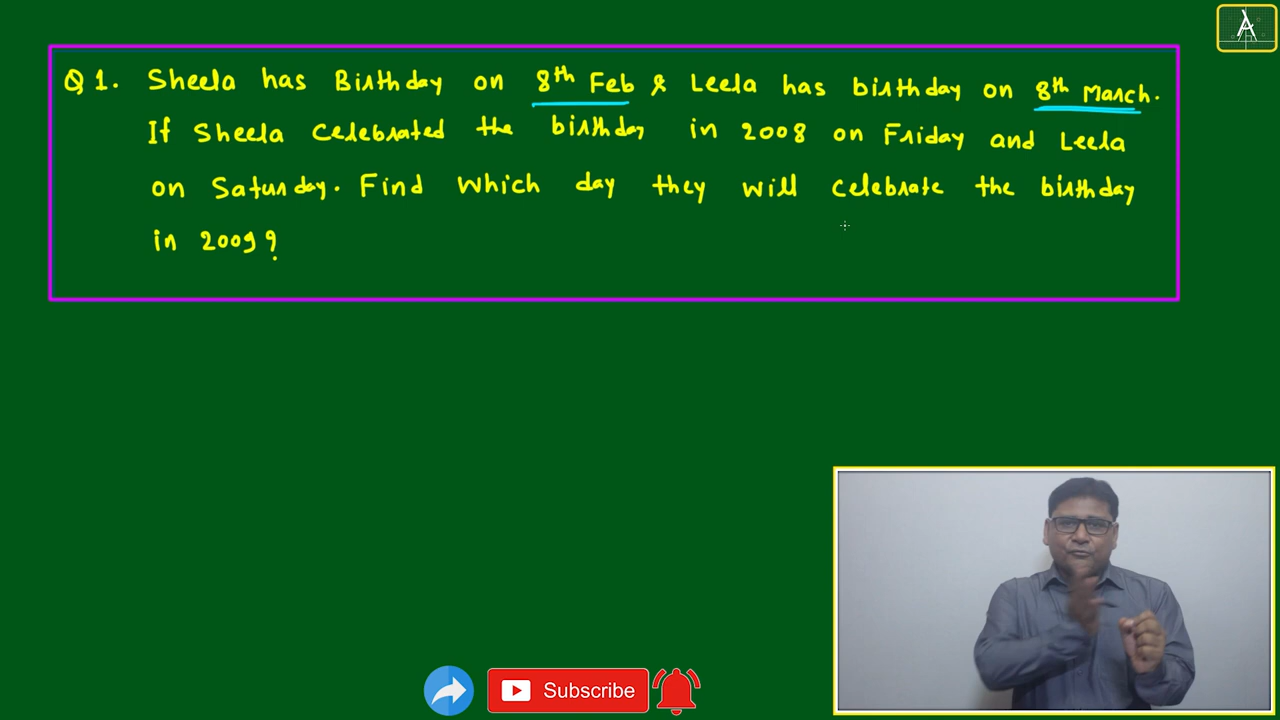 Q1. Sheela has Birthday on 8th Feb & Leela has birthday on 8th March.
If Sheela celebrated the birthday in 2008 on Friday and Leela
on Saturday. Find which day they will celebrate the birthday
in 2009?
Subscribe